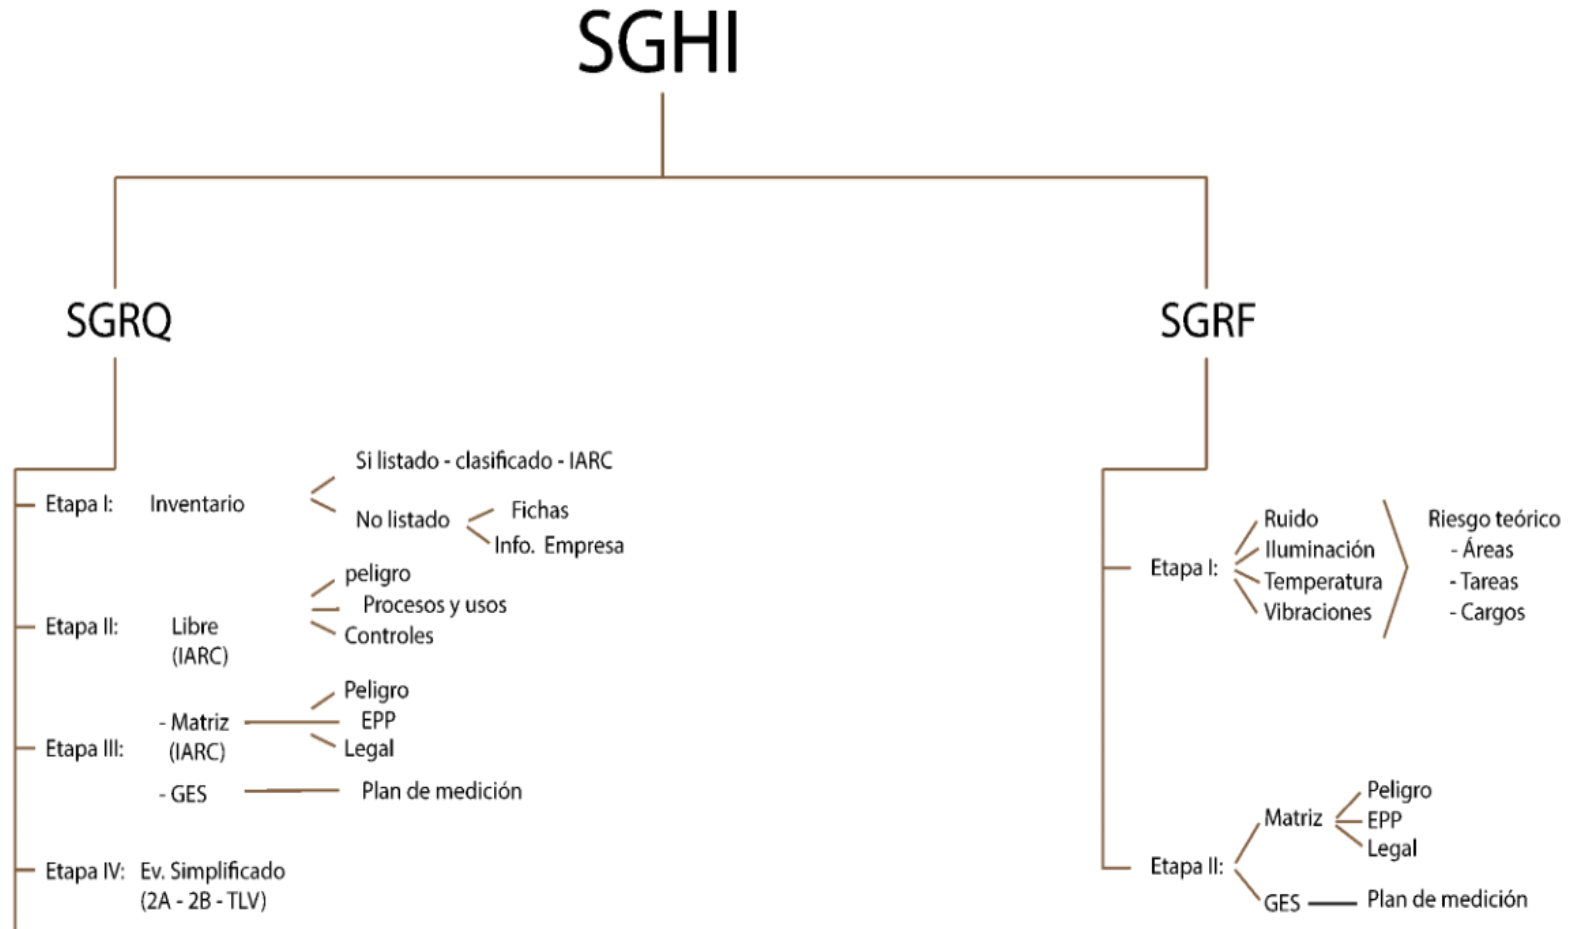 SGHI
SGRQ
Etapa I: Inventario
Si listado - clasificado - IARC
No listado
Fichas
Info. Empresa
Etapa II: Libre
(IARC)
peligro
Procesos y usos
Controles
Etapa III:
- Matriz
(IARC)
Peligro
EPP
Legal
- GES
Plan de medición
Etapa IV: Ev. Simplificado
(2A - 2B - TLV)
SGRF
Etapa I:
Ruido
Iluminación
Temperatura
Vibraciones
Riesgo teórico
- Áreas
- Tareas
- Cargos
Etapa II:
Matriz
Peligro
EPP
Legal
GES
Plan de medición